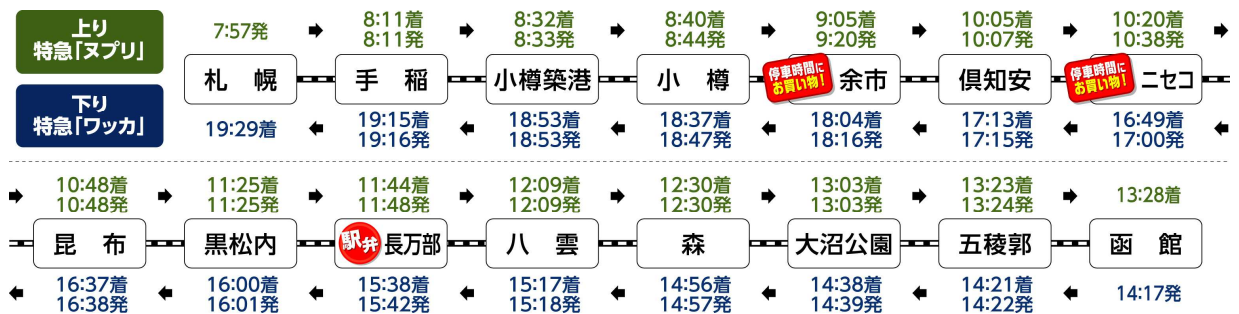 上り
特急「ヌプリ」
下り
特急「ワッカ」
7:57発
札幌
19:29着
8:11着
8:11発
手稲
19:15着
19:16発
8:32着
8:33発
小樽築港
18:53着
18:53発
8:40着
8:44発
小樽
18:37着
18:47発
9:05着
9:20発
停車時間に
お買い物!
余市
18:04着
18:16発
10:05着
10:07発
倶知安
17:13着
17:15発
10:20着
10:38発
停車時間に
お買い物!
ニセコ
16:49着
17:00発
10:48着
10:48発
昆布
16:37着
16:38発
11:25着
11:25発
黒松内
16:00着
16:01発
11:44着
11:48発
駅弁
長万部
15:38着
15:42発
12:09着
12:09発
八雲
15:17着
15:18発
12:30着
12:30発
森
14:56着
14:57発
13:03着
13:03発
大沼公園
14:38着
14:39発
13:23着
13:24発
五稜郭
14:21着
14:22発
13:28着
函館
14:17発